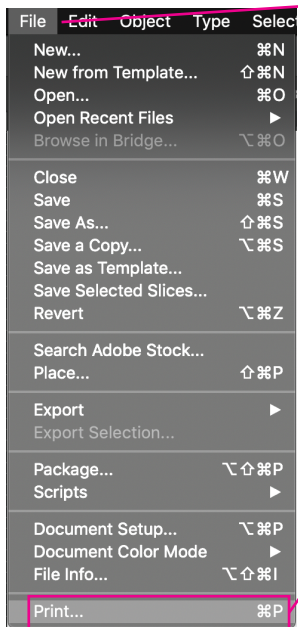 File Edit Object Type Select
New... ⌘N
New from Template... ⇧⌘N
Open... ⌘O
Open Recent Files ▶
Browse in Bridge... ⌥⌘O
Close ⌘W
Save ⌘S
Save As... ⇧⌘S
Save a Copy... ⌥⌘S
Save as Template...
Save Selected Slices...
Revert ⌥⌘Z
Search Adobe Stock...
Place... ⇧⌘P
Export ▶
Export Selection...
Package... ⌥⇧⌘P
Scripts ▶
Document Setup... ⌥⌘P
Document Color Mode ▶
File Info... ⌥⇧⌘I
Print... ⌘P